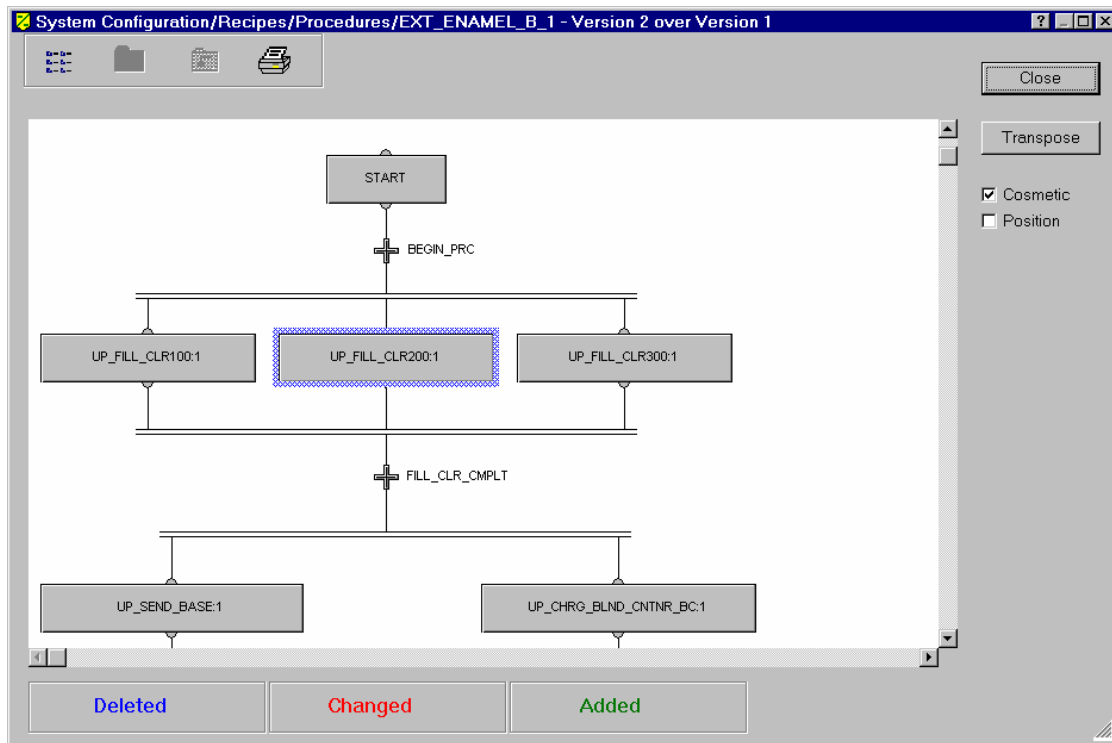 System Configuration/Recipes/Procedures/EXT_ENAMEL_B_1 - Version 2 over Version 1
Close
Transpose
Cosmetic
Position
START
BEGIN_PRC
UP_FILL_CLR100:1
UP_FILL_CLR200:1
UP_FILL_CLR300:1
FILL_CLR_CMPLT
UP_SEND_BASE:1
UP_CHRG_BLND_CNTNR_BC:1
Deleted
Changed
Added